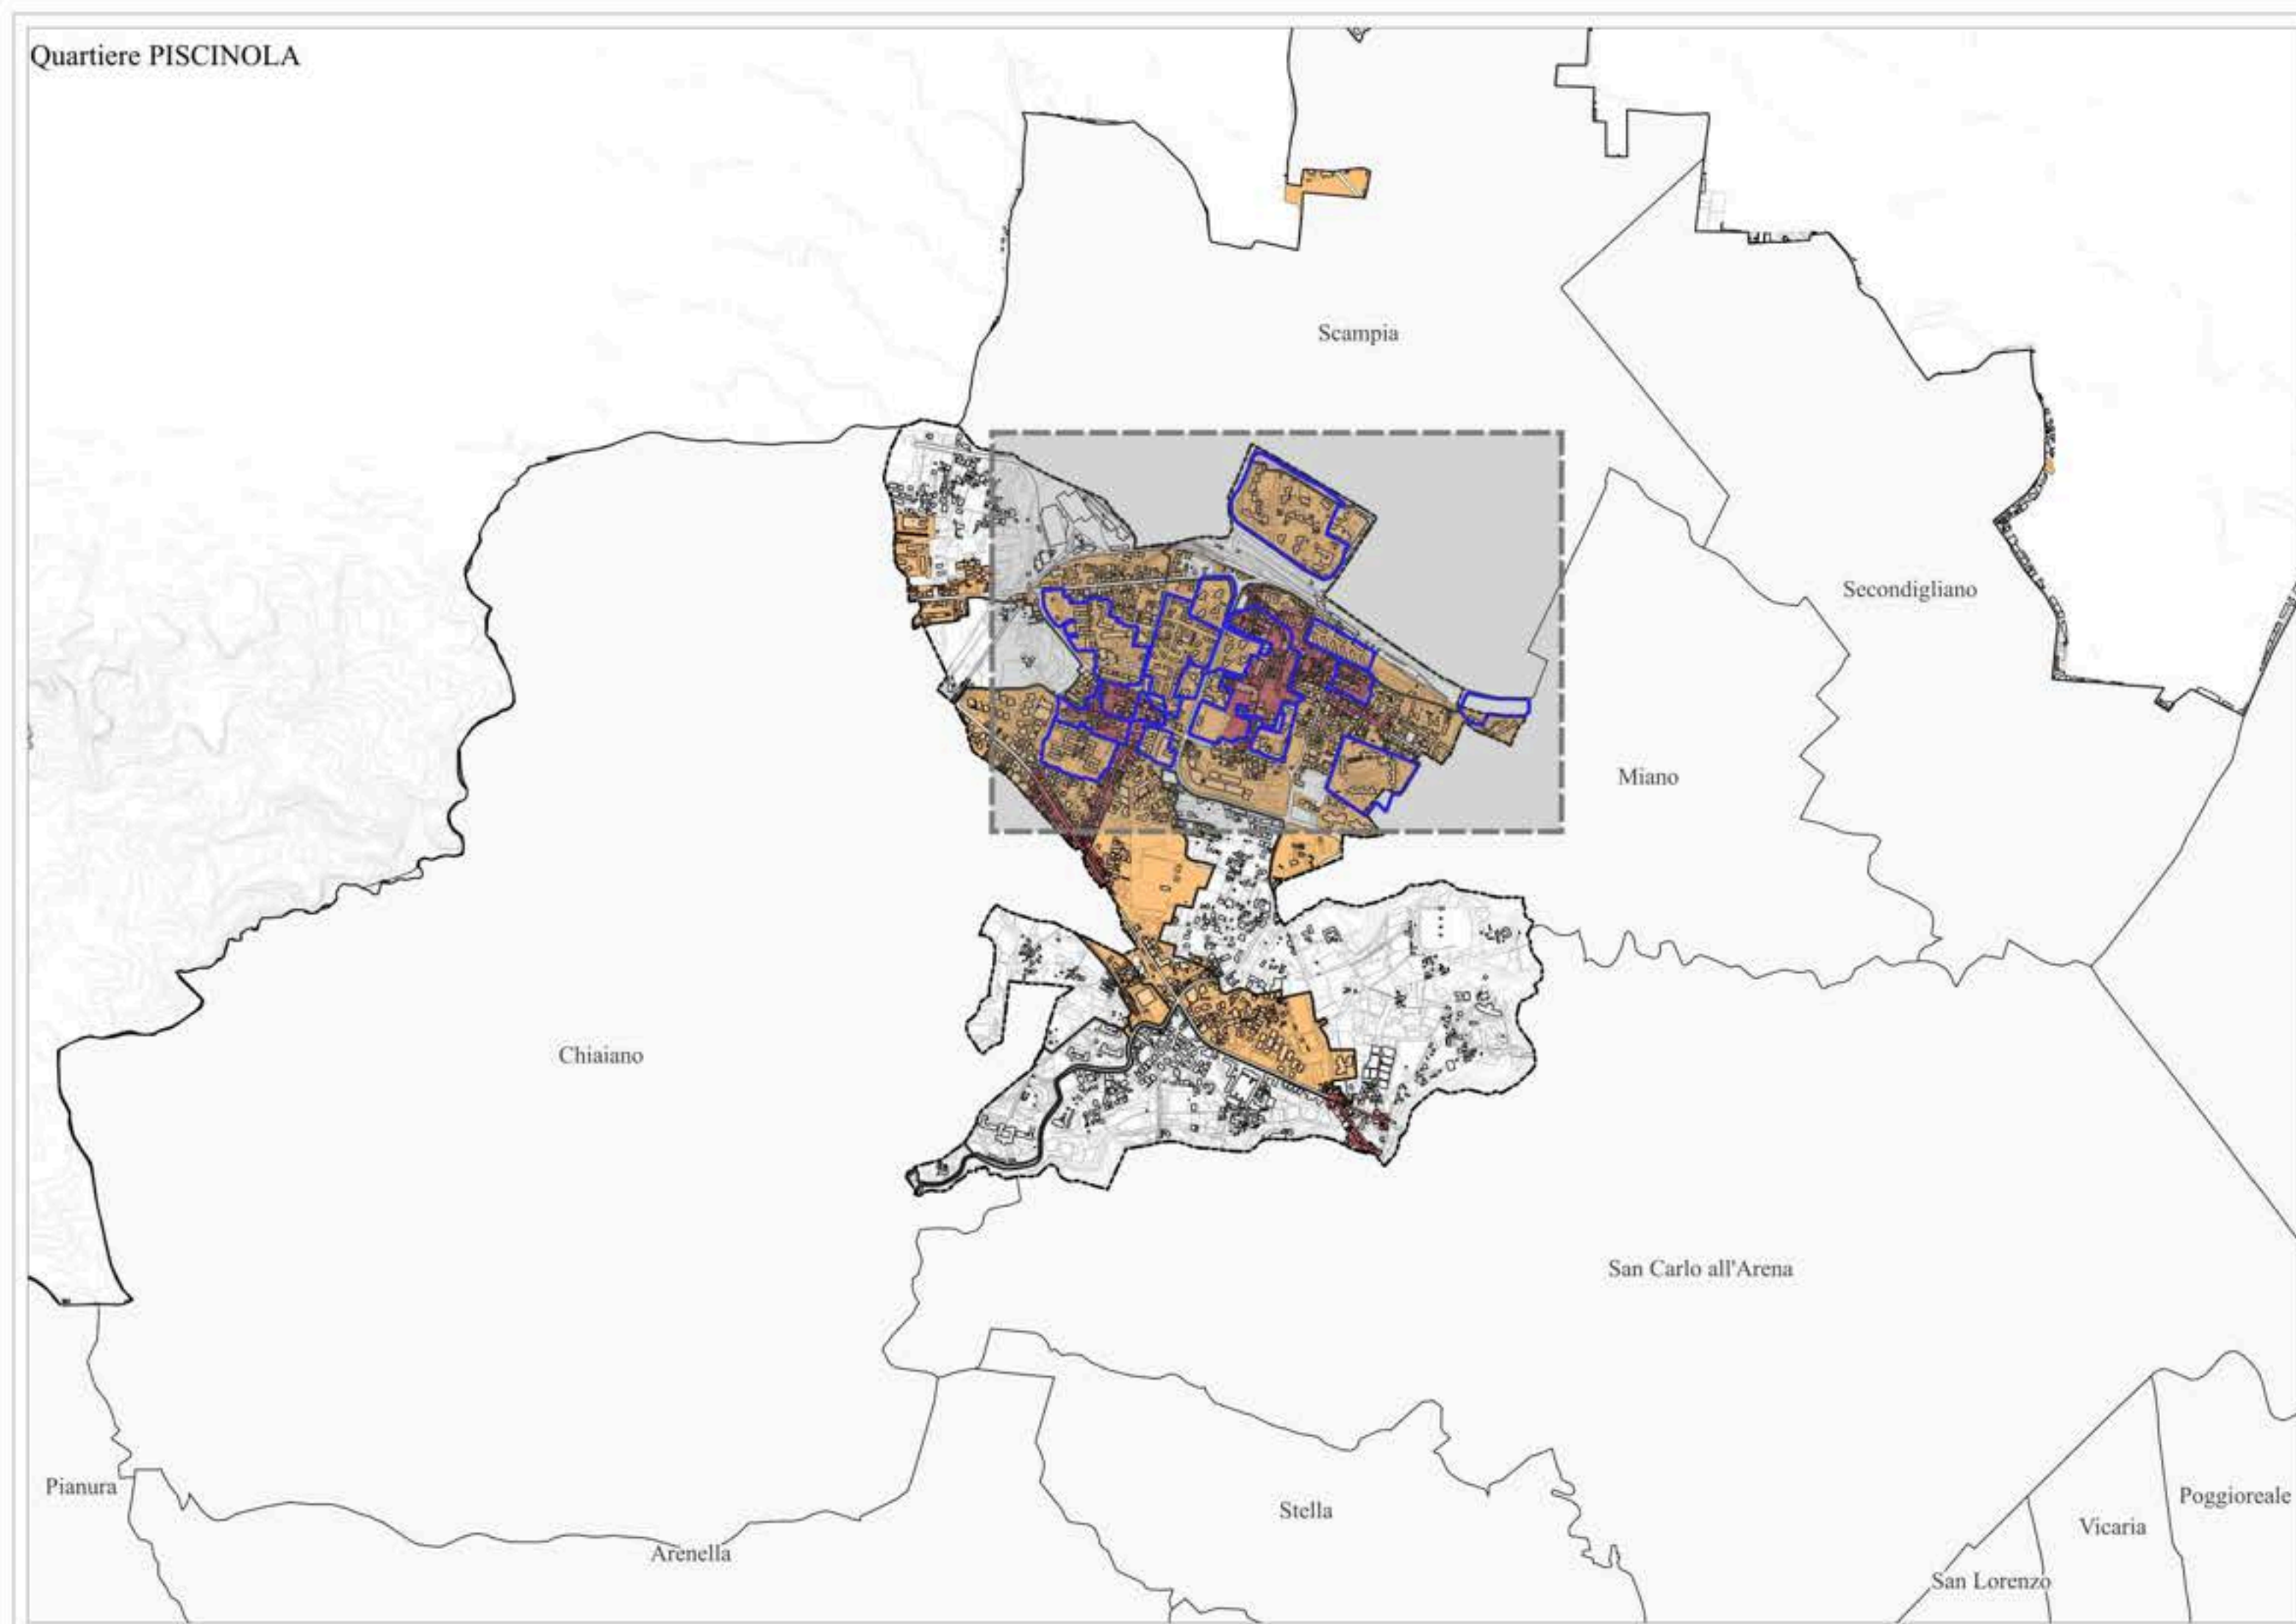 Quartiere PISCINOLA
Scampia
Secondigliano
Miano
Chiaiano
San Carlo all'Arena
Pianura
Stella
Poggioreale
Vicaria
Arenella
San Lorenzo